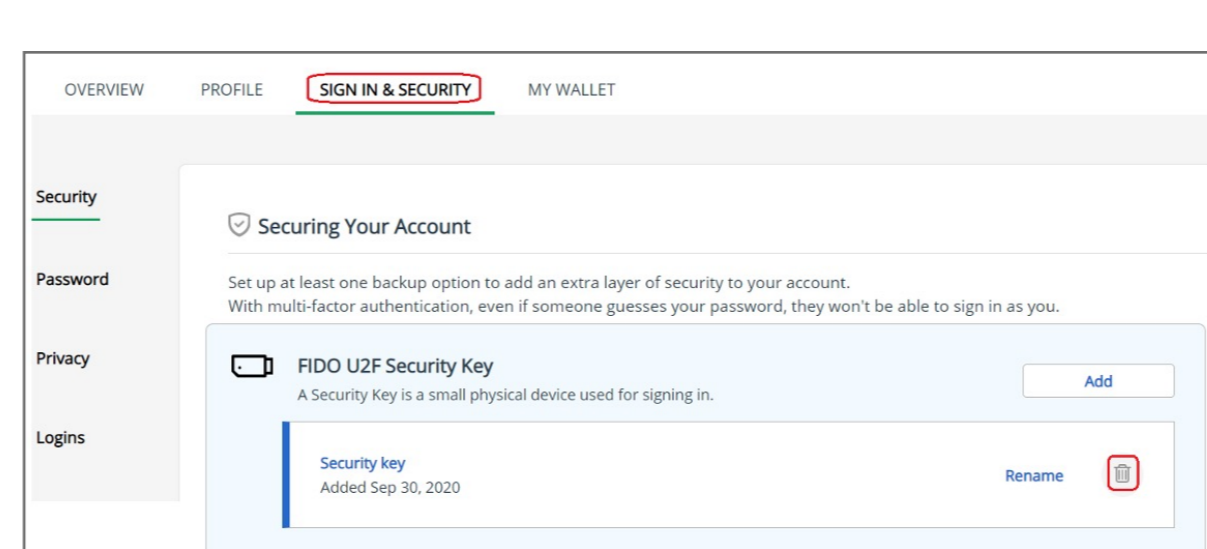 OVERVIEW PROFILE SIGN IN & SECURITY MY WALLET
Security
Password
Privacy
Logins
Securing Your Account
Set up at least one backup option to add an extra layer of security to your account.
With multi-factor authentication, even if someone guesses your password, they won't be able to sign in as you.
FIDO U2F Security Key
A Security Key is a small physical device used for signing in.
Add
Security key
Added Sep 30, 2020
Rename